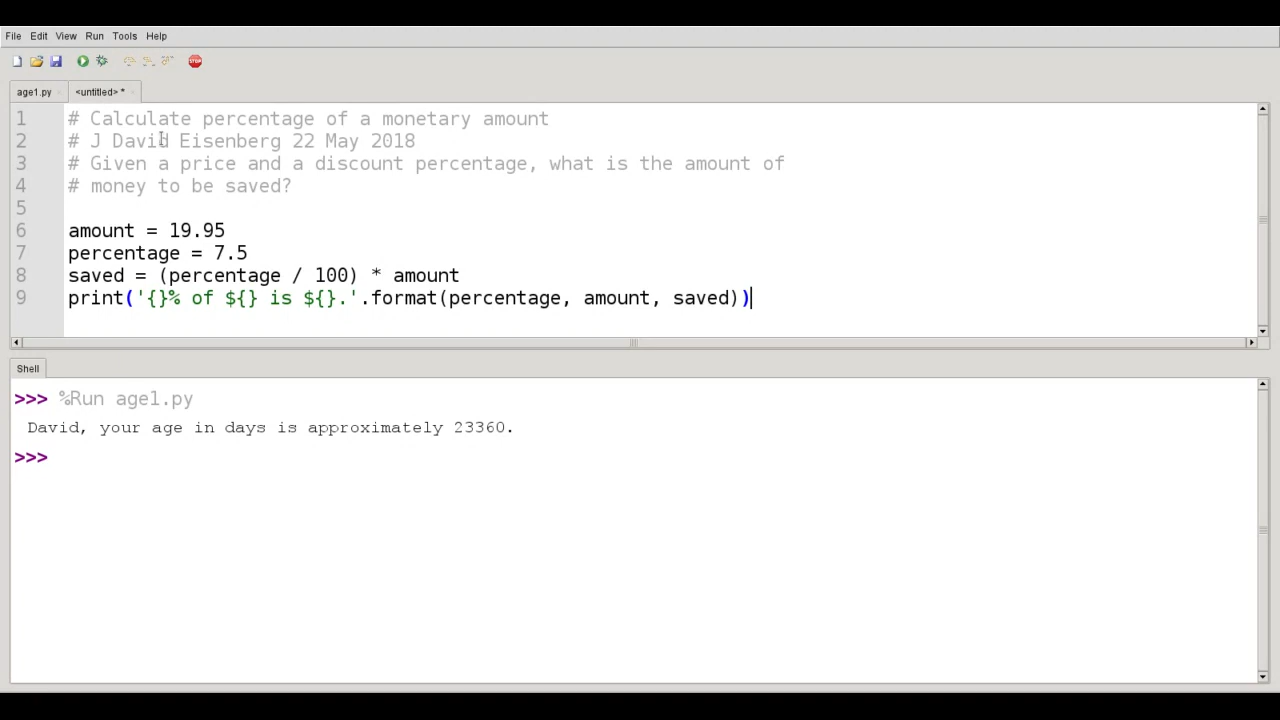 File Edit View Run Tools Help
STOP
age1.py <untitled> *
1 # Calculate percentage of a monetary amount
2 # J David Eisenberg 22 May 2018
3 # Given a price and a discount percentage, what is the amount of
4 # money to be saved?
5
6 amount = 19.95
7 percentage = 7.5
8 saved = (percentage / 100) * amount
9 print('{}% of ${} is ${}.'.format(percentage, amount, saved))
Shell
>>> %Run age1.py
David, your age in days is approximately 23360.
>>>